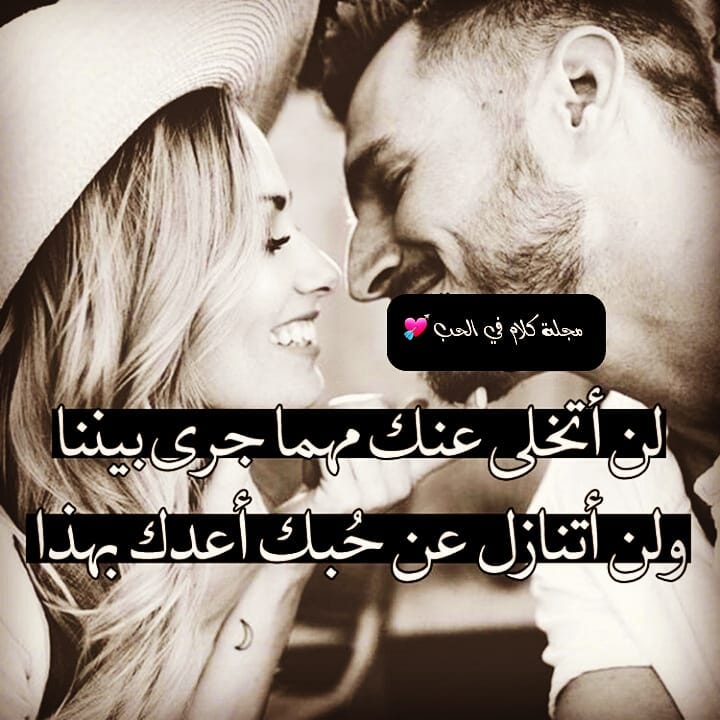 مجلة كلام في الحب 💘
لن أتخلى عنك مهما جرى بيننا
ولن أتنازل عن حُبك أعدك بهذا